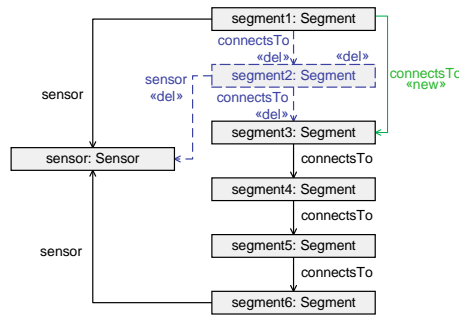 segment1: Segment
connectsTo
«del»
«del»
sensor
«del»
segment2: Segment
connectsTo
«new»
connectsTo
«del»
sensor
segment3: Segment
sensor: Sensor
connectsTo
segment4: Segment
connectsTo
segment5: Segment
sensor
connectsTo
segment6: Segment